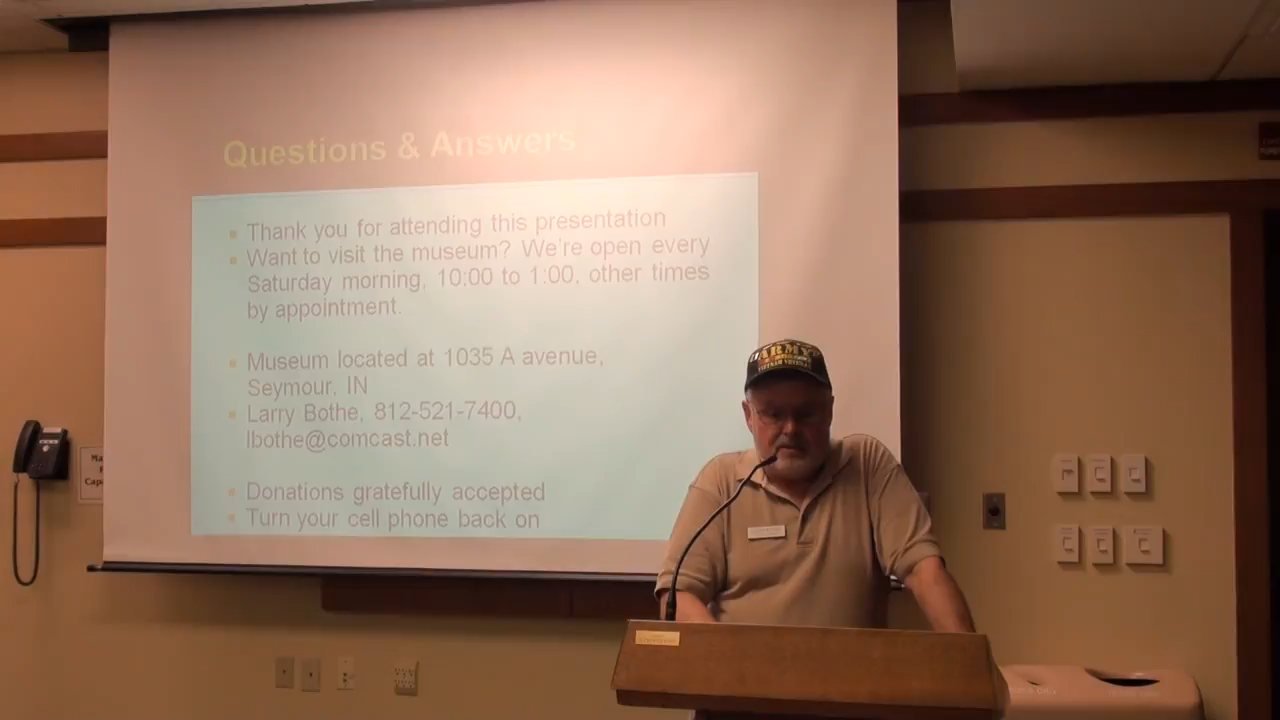 Questions & Answers
Thank you for attending this presentation
Want to visit the museum? We're open every
Saturday morning, 10:00 to 1:00, other times
by appointment.
Museum located at 1035 A avenue,
Seymour, IN
Larry Bothe, 812-521-7400,
lbothe@comcast.net
Donations gratefully accepted
Turn your cell phone back on
ARMY
VIETNAM VETERAN